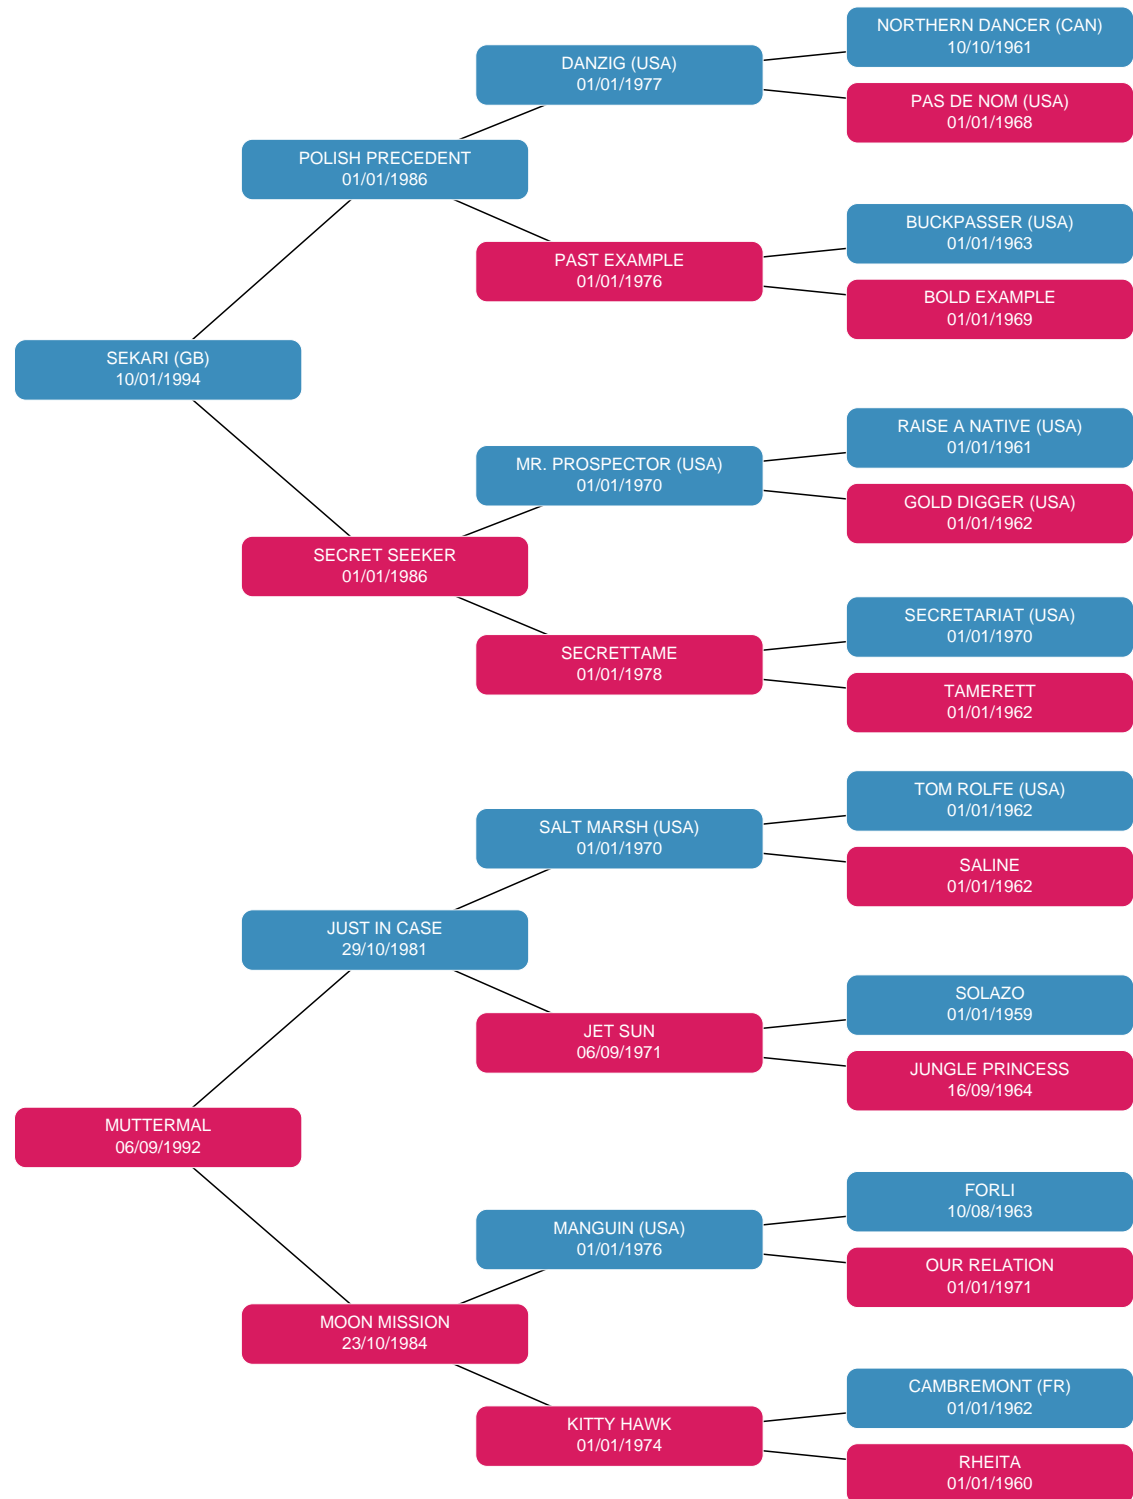 NORTHERN DANCER (CAN)
10/10/1961
DANZIG (USA)
01/01/1977
PAS DE NOM (USA)
01/01/1968
POLISH PRECEDENT
01/01/1986
BUCKPASSER (USA)
01/01/1963
PAST EXAMPLE
01/01/1976
BOLD EXAMPLE
01/01/1969
SEKARI (GB)
10/01/1994
RAISE A NATIVE (USA)
01/01/1961
MR. PROSPECTOR (USA)
01/01/1970
GOLD DIGGER (USA)
01/01/1962
SECRET SEEKER
01/01/1986
SECRETARIAT (USA)
01/01/1970
SECRETTAME
01/01/1978
TAMERETT
01/01/1962
TOM ROLFE (USA)
01/01/1962
SALT MARSH (USA)
01/01/1970
SALINE
01/01/1962
JUST IN CASE
29/10/1981
SOLAZO
01/01/1959
JET SUN
06/09/1971
JUNGLE PRINCESS
16/09/1964
MUTTERMAL
06/09/1992
FORLI
10/08/1963
MANGUIN (USA)
01/01/1976
OUR RELATION
01/01/1971
MOON MISSION
23/10/1984
CAMBREMONT (FR)
01/01/1962
KITTY HAWK
01/01/1974
RHEITA
01/01/1960